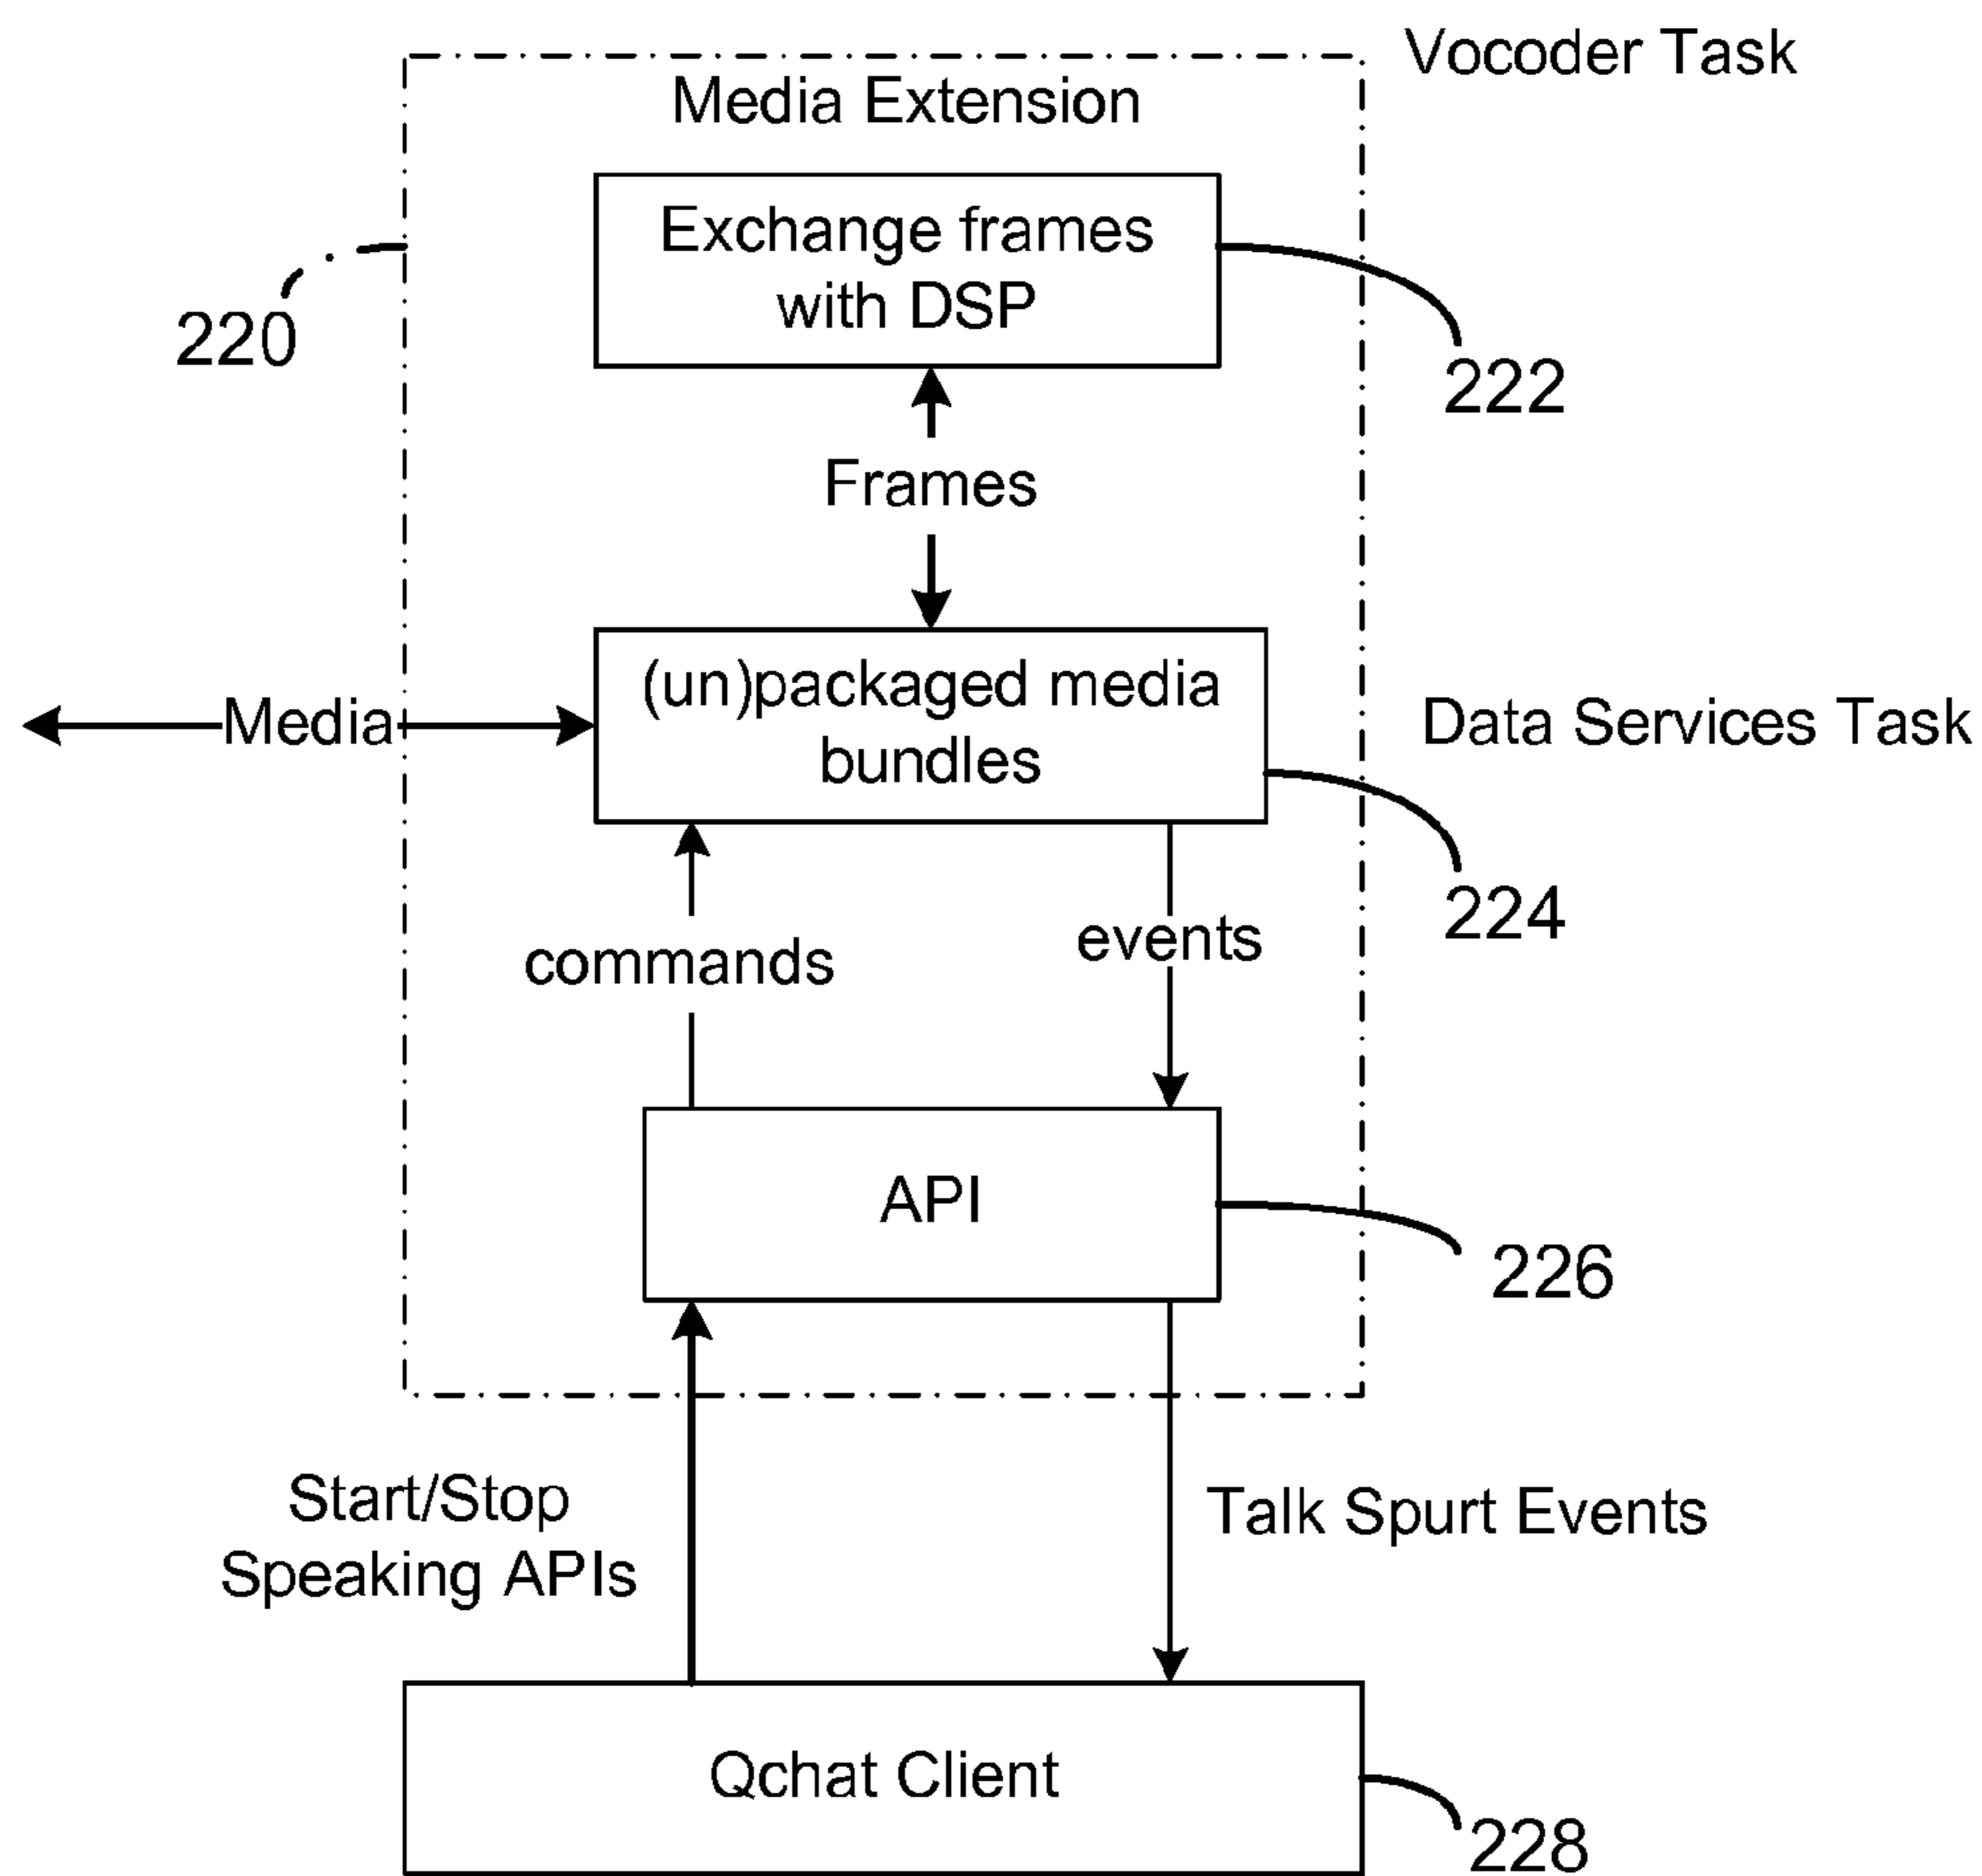 Vocoder Task
Media Extension
Exchange frames
with DSP
220
222
Frames
(un)packaged media
bundles
Media
Data Services Task
224
commands
events
API
226
Start/Stop
Speaking APIs
Talk Spurt Events
Qchat Client
228